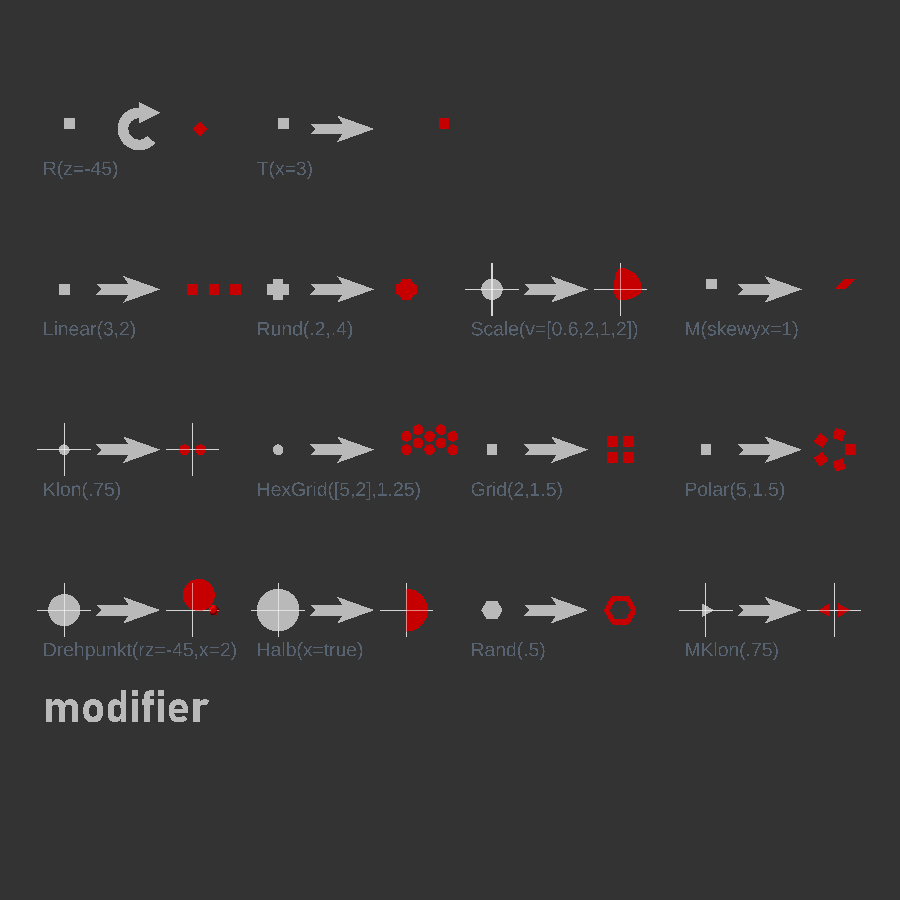 R(z=-45) T(x=3)
Linear(3,2) Rund(.2,.4) Scale(v=[0.6,2,1,2]) M(skewyx=1)
Klon(.75) HexGrid([5,2],1.25) Grid(2,1.5) Polar(5,1.5)
Drehpunkt(rz=-45,x=2) Halb(x=true) Rand(.5) MKlon(.75)
modifier